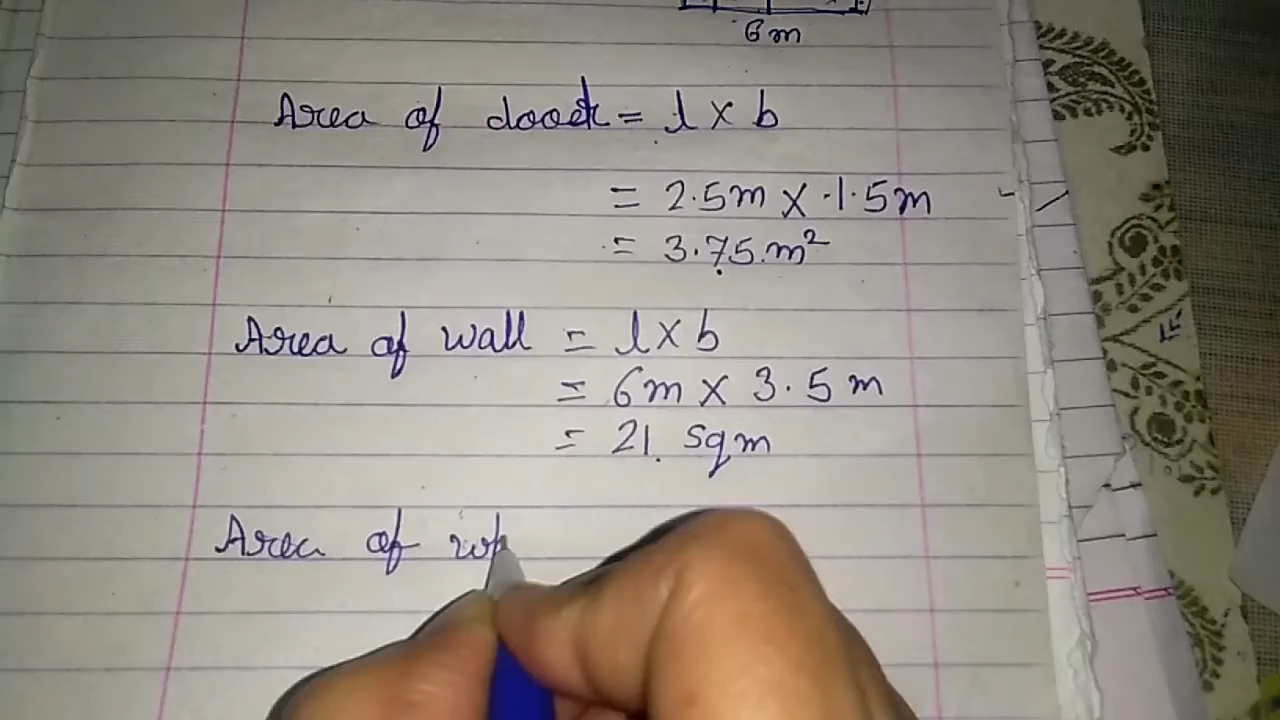 6m
Area of door = l x b
= 2.5m x 1.5m
= 3.75 m²
Area of wall = l x b
= 6m x 3.5 m
= 21 sqm
Area of